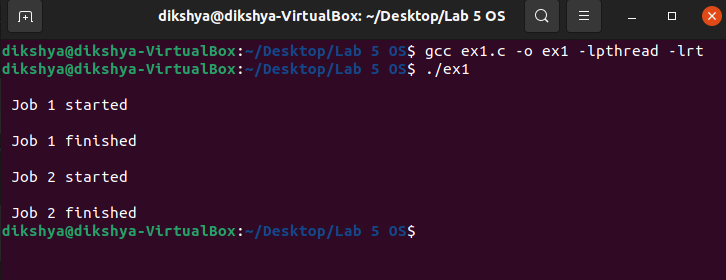 dikshya@dikshya-VirtualBox: ~/Desktop/Lab 5 OS
dikshya@dikshya-VirtualBox:~/Desktop/Lab 5 OS$ gcc ex1.c -o ex1 -lpthread -lrt
dikshya@dikshya-VirtualBox:~/Desktop/Lab 5 OS$ ./ex1
Job 1 started
Job 1 finished
Job 2 started
Job 2 finished
dikshya@dikshya-VirtualBox:~/Desktop/Lab 5 OS$